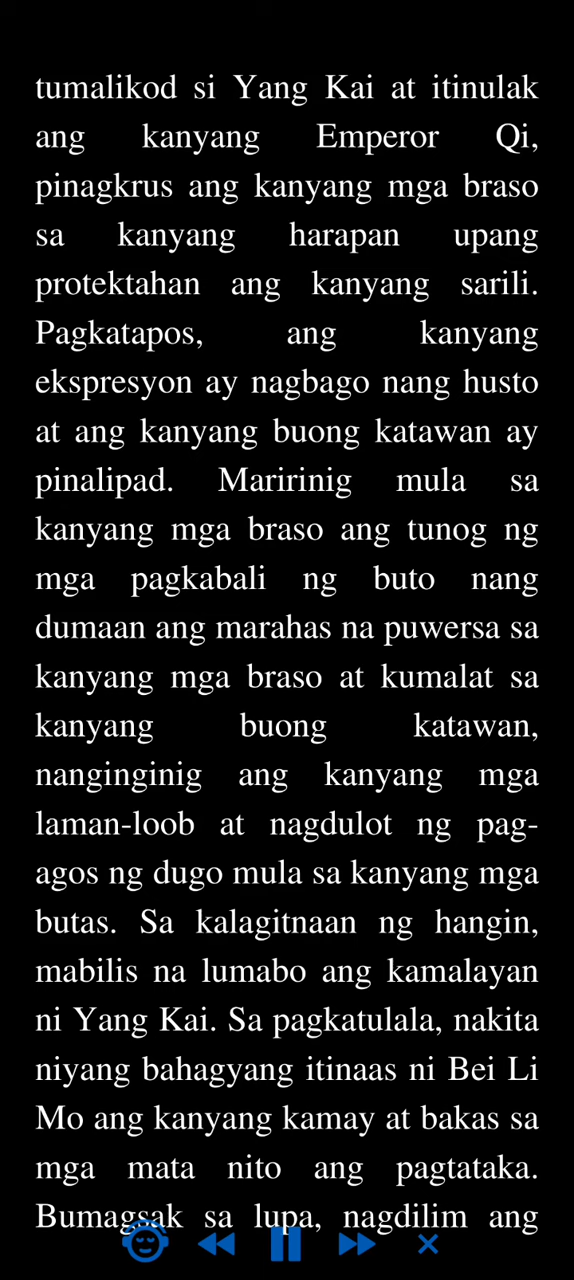 tumalikod si Yang Kai at itinulak
ang kanyang Emperor Qi,
pinagkrus ang kanyang mga braso
sa kanyang harapan upang
protektahan ang kanyang sarili.
Pagkatapos, ang kanyang
ekspresyon ay nagbago nang husto
at ang kanyang buong katawan ay
pinalipad. Maririnig mula sa
kanyang mga braso ang tunog ng
mga pagkabali ng buto nang
dumaan ang marahas na puwersa sa
kanyang mga braso at kumalat sa
kanyang buong katawan,
nanginginig ang kanyang mga
laman-loob at nagdulot ng pag-
agos ng dugo mula sa kanyang mga
butas. Sa kalagitnaan ng hangin,
mabilis na lumabo ang kamalayan
ni Yang Kai. Sa pagkatulala, nakita
niyang bahagyang itinaas ni Bei Li
Mo ang kanyang kamay at bakas sa
mga mata nito ang pagtataka.
Bumagsak sa lupa, nagdilim ang